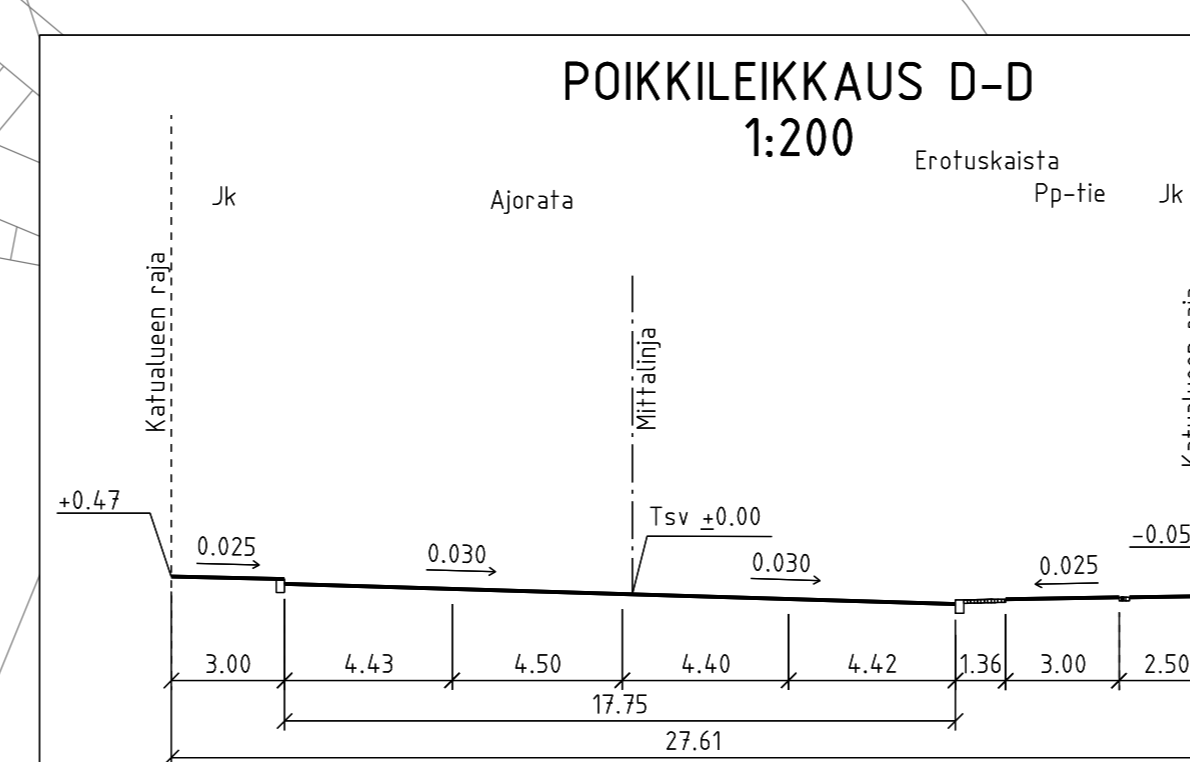 POIKKILEIKKAUS D-D
1:200
Erotuskaista
Pp-tie
Jk
Ajorata
Jk
Katualueen raja
Mittalinja
+0.47
Tsv ±0.00
-0.05
0.025
0.030
0.030
0.025
3.00
4.43
4.50
4.40
4.42
1.36
3.00
2.50
17.75
27.61